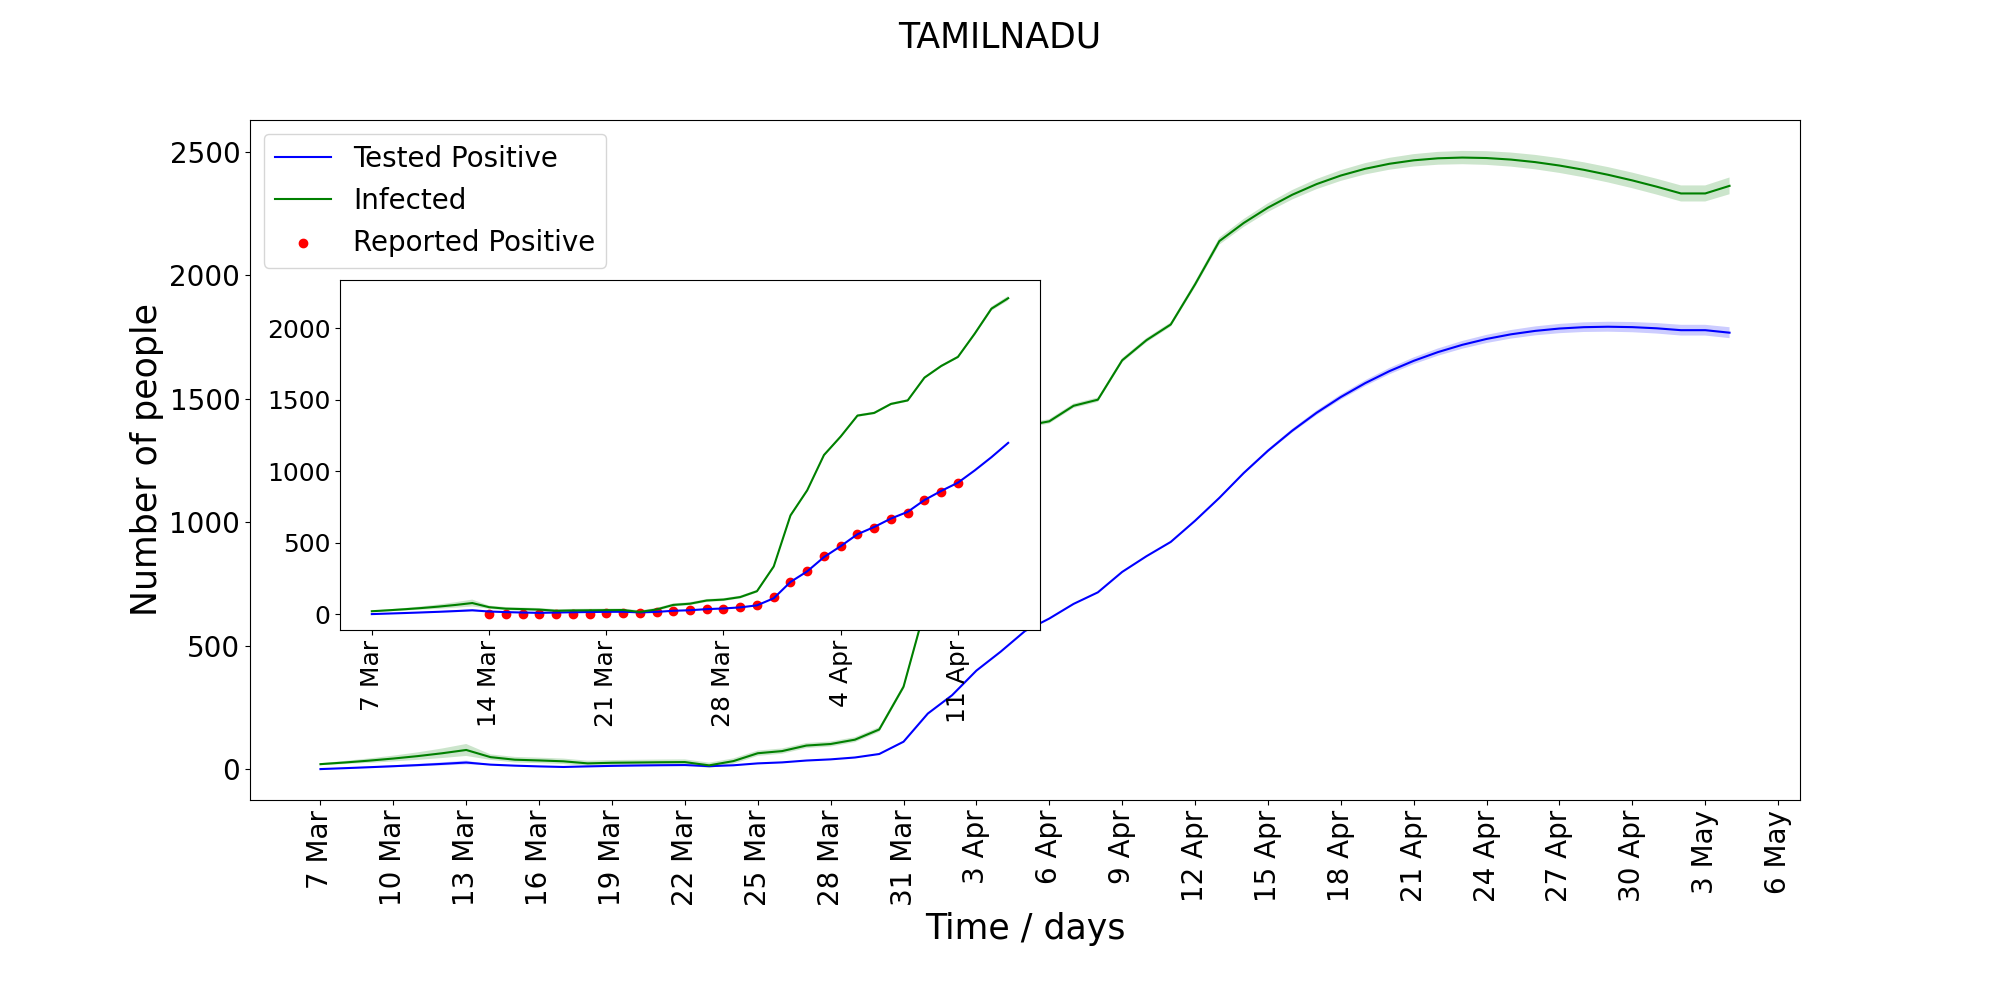 TAMILNADU
Tested Positive
Infected
Reported Positive
Number of people
2500
2000
1500
1000
500
0
2000
1500
1000
500
0
7 Mar
14 Mar
21 Mar
28 Mar
4 Apr
11 Apr
7 Mar
10 Mar
13 Mar
16 Mar
19 Mar
22 Mar
25 Mar
28 Mar
31 Mar
3 Apr
6 Apr
9 Apr
12 Apr
15 Apr
18 Apr
21 Apr
24 Apr
27 Apr
30 Apr
3 May
6 May
Time / days